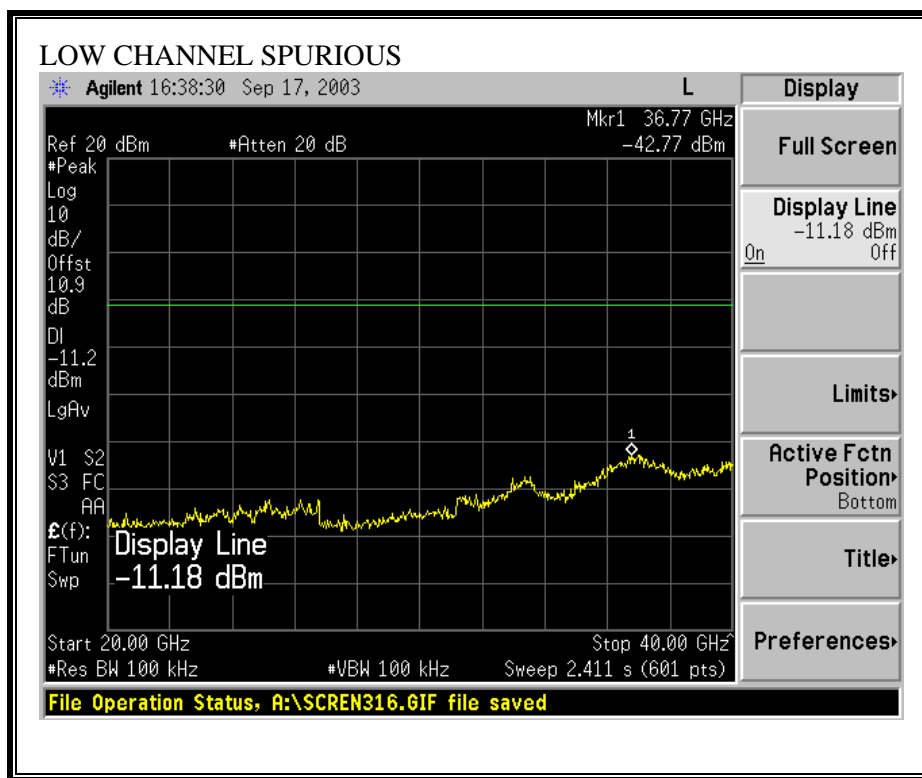 LOW CHANNEL SPURIOUS
Agilent 16:38:30 Sep 17, 2003 L Display
Mkr1 36.77 GHz
Ref 20 dBm #Atten 20 dB -42.77 dBm
#Peak
Log
10
dB/
Offst
10.9
dB
DI
-11.2
dBm
LgAv
V1 S2
S3 FC
AA
£(f):
FTun
Swp
1
Display Line
-11.18 dBm
Start 20.00 GHz Stop 40.00 GHz^
#Res BW 100 kHz #VBW 100 kHz Sweep 2.411 s (601 pts)
File Operation Status, A:\SCREN316.GIF file saved
Full Screen
Display Line
-11.18 dBm
On Off
Limits▸
Active Fctn
Position▸
Bottom
Title▸
Preferences▸